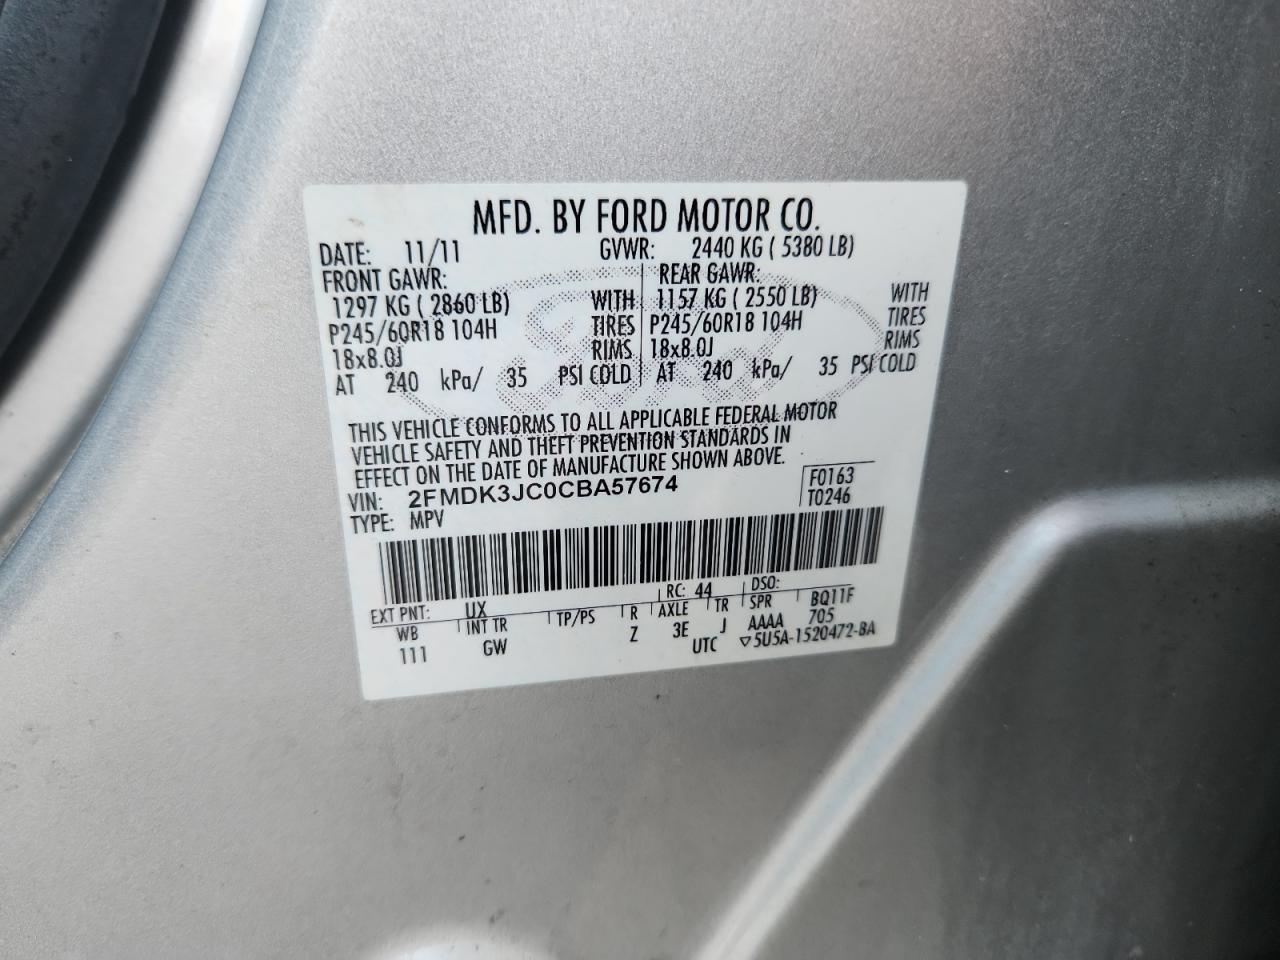 MFD. BY FORD MOTOR CO.
DATE: 11/11 GVWR: 2440 KG ( 5380 LB)
FRONT GAWR: REAR GAWR:
1297 KG ( 2860 LB) WITH 1157 KG ( 2550 LB) WITH
P245/60R18 104H TIRES P245/60R18 104H TIRES
18x8.0J RIMS 18x8.0J RIMS
AT 240 kPa/ 35 PSI COLD AT 240 kPa/ 35 PSI COLD
THIS VEHICLE CONFORMS TO ALL APPLICABLE FEDERAL MOTOR
VEHICLE SAFETY AND THEFT PREVENTION STANDARDS IN
EFFECT ON THE DATE OF MANUFACTURE SHOWN ABOVE.
VIN: 2FMDK3JC0CBA57674 F0163
TYPE: MPV T0246
EXT PNT: UX RC: 44 DSO:
WB INT TR TP/PS R AXLE TR SPR BQ11F
111 GW Z 3E J AAAA 705
UTC ▽5U5A-1520472-BA
Ford